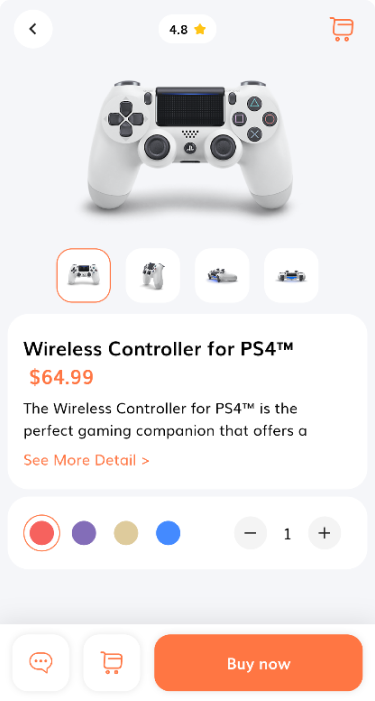 4.8
Wireless Controller for PS4™
$64.99
The Wireless Controller for PS4™ is the
perfect gaming companion that offers a
See More Detail >
1
Buy now